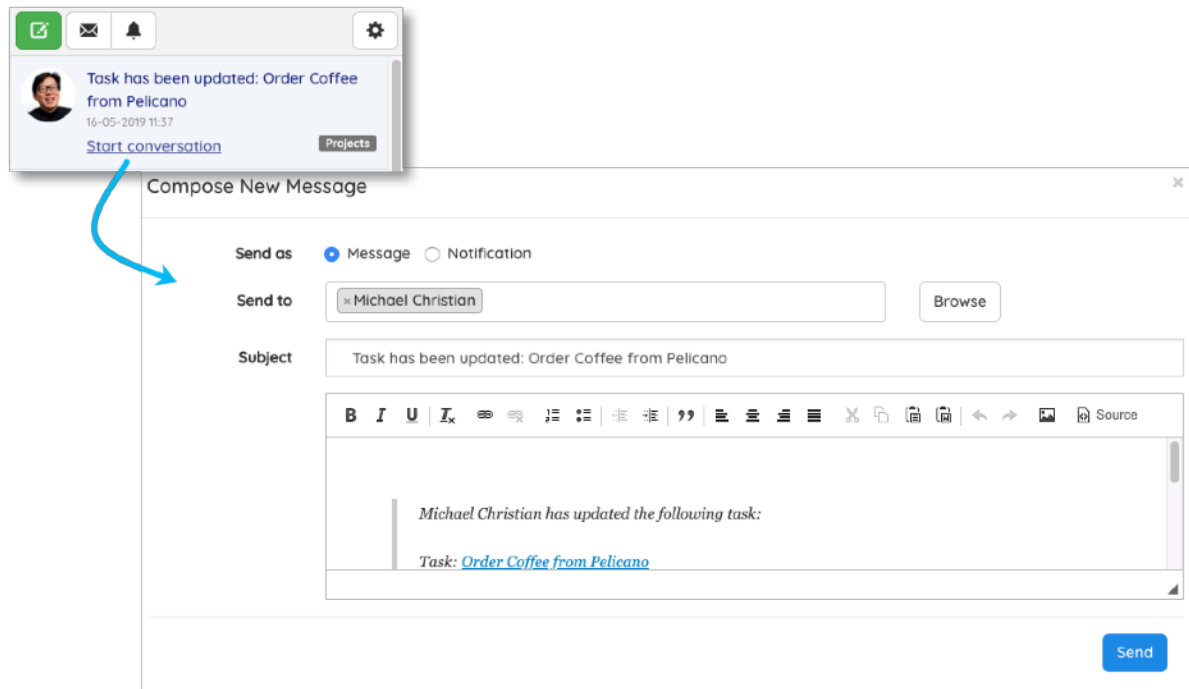 Task has been updated: Order Coffee
from Pelicano
16-05-2019 11:37
Start conversation
Projects
Compose New Message
×
Send as
Message
Notification
Send to
×Michael Christian
Browse
Subject
Task has been updated: Order Coffee from Pelicano
B I U Ix
Source
Michael Christian has updated the following task:
Task: Order Coffee from Pelicano
Send